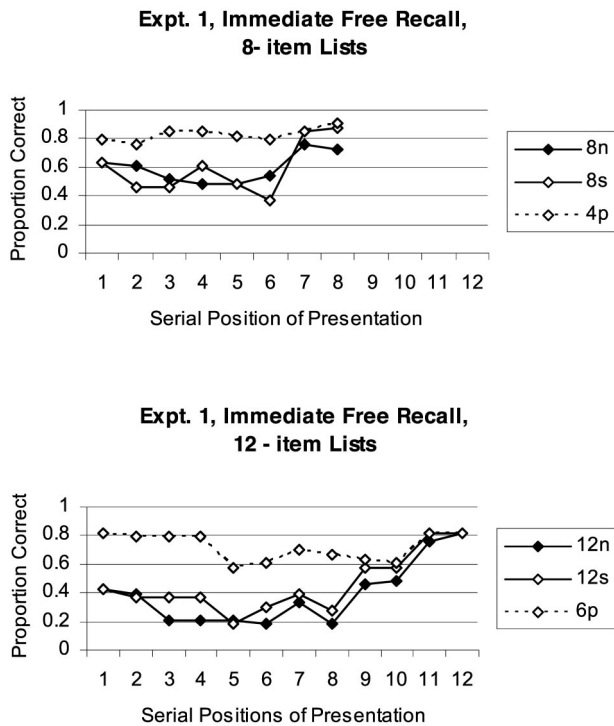 Expt. 1, Immediate Free Recall,
8- item Lists
Proportion Correct
1
0.8
0.6
0.4
0.2
0
1 2 3 4 5 6 7 8 9 10 11 12
Serial Position of Presentation
8n
8s
4p
Expt. 1, Immediate Free Recall,
12 - item Lists
Proportion Correct
1
0.8
0.6
0.4
0.2
0
1 2 3 4 5 6 7 8 9 10 11 12
Serial Positions of Presentation
12n
12s
6p